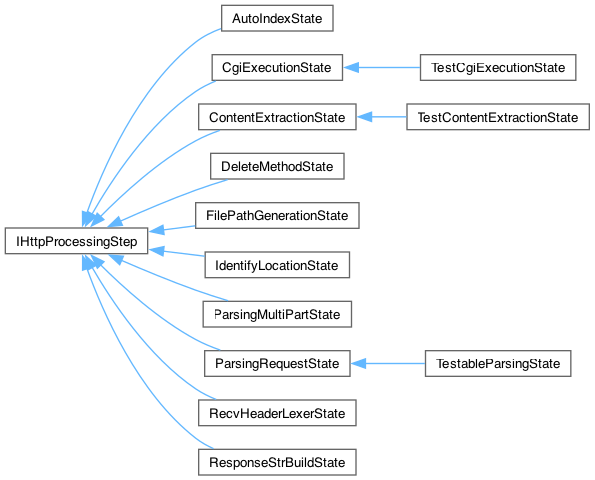 AutoIndexState
CgiExecutionState
TestCgiExecutionState
ContentExtractionState
TestContentExtractionState
DeleteMethodState
FilePathGenerationState
IHttpProcessingStep
IdentifyLocationState
ParsingMultiPartState
ParsingRequestState
TestableParsingState
RecvHeaderLexerState
ResponseStrBuildState